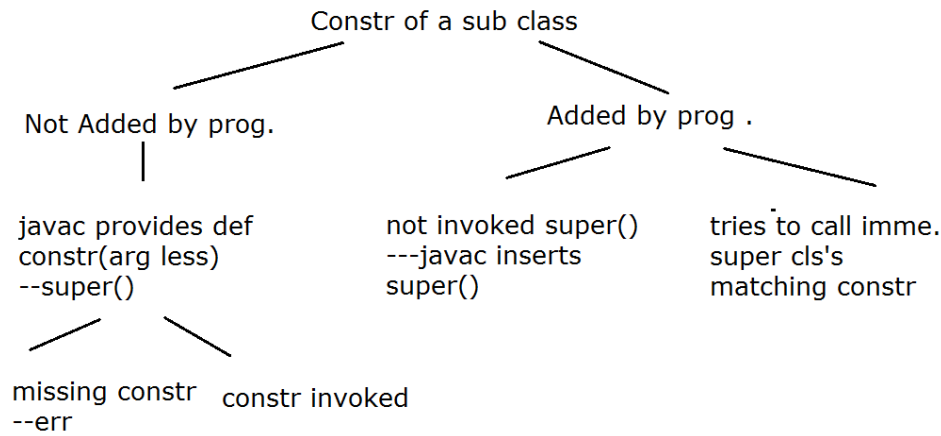 Constr of a sub class
Not Added by prog.
Added by prog .
javac provides def
constr(arg less)
--super()
not invoked super()
---javac inserts
super()
tries to call imme.
super cls's
matching constr
missing constr
--err
constr invoked